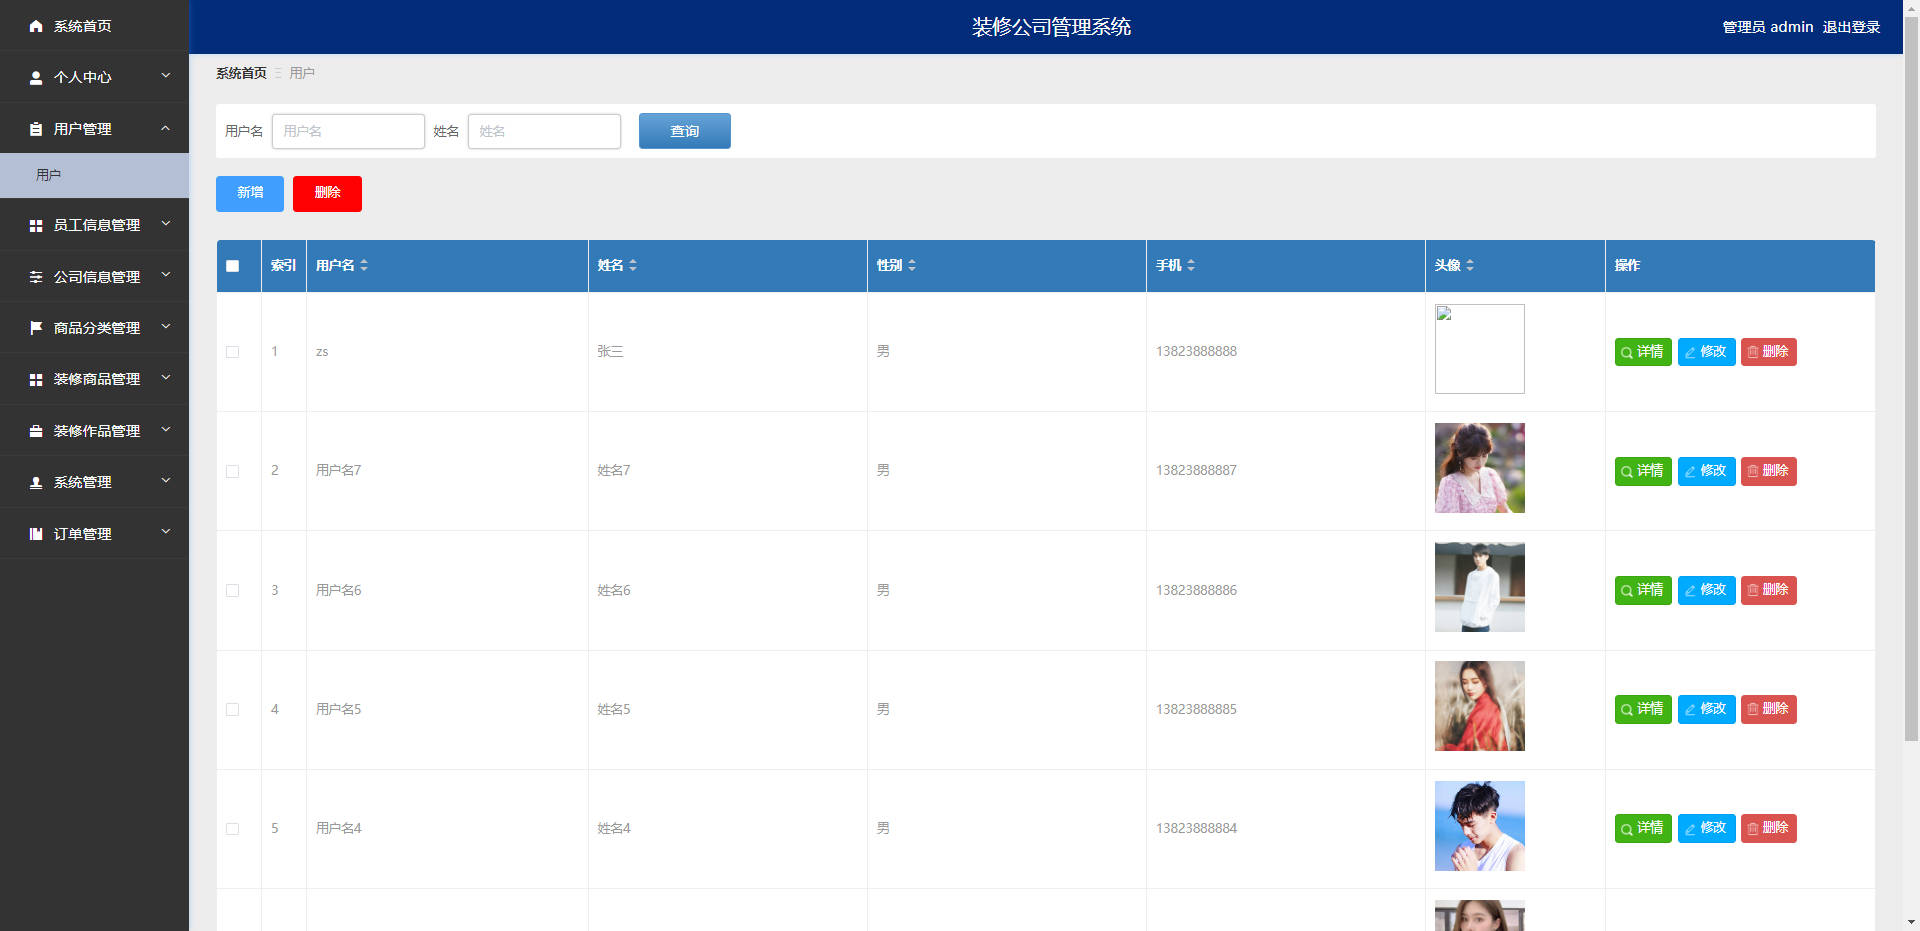 系统首页
个人中心
用户管理
用户
员工信息管理
公司信息管理
商品分类管理
装修商品管理
装修作品管理
系统管理
订单管理
装修公司管理系统
管理员 admin 退出登录
系统首页 用户
用户名 用户名 姓名 姓名 查询
新增 删除
索引 用户名 姓名 性别 手机 头像 操作
1 zs 张三 男 13823888888 详情 修改 删除
2 用户名7 姓名7 男 13823888887 详情 修改 删除
3 用户名6 姓名6 男 13823888886 详情 修改 删除
4 用户名5 姓名5 男 13823888885 详情 修改 删除
5 用户名4 姓名4 男 13823888884 详情 修改 删除